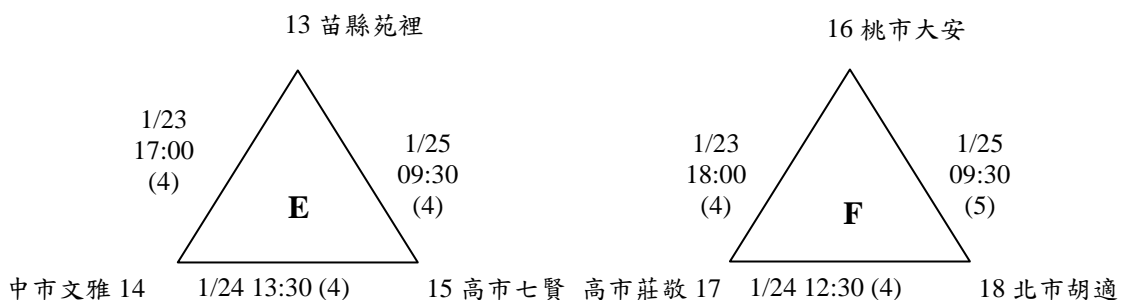 13 苗縣苑裡
1/23
17:00
(4)
1/25
09:30
(4)
E
中市文雅 14
1/24 13:30 (4)
15 高市七賢
16 桃市大安
1/23
18:00
(4)
1/25
09:30
(5)
F
高市莊敬 17
1/24 12:30 (4)
18 北市胡適